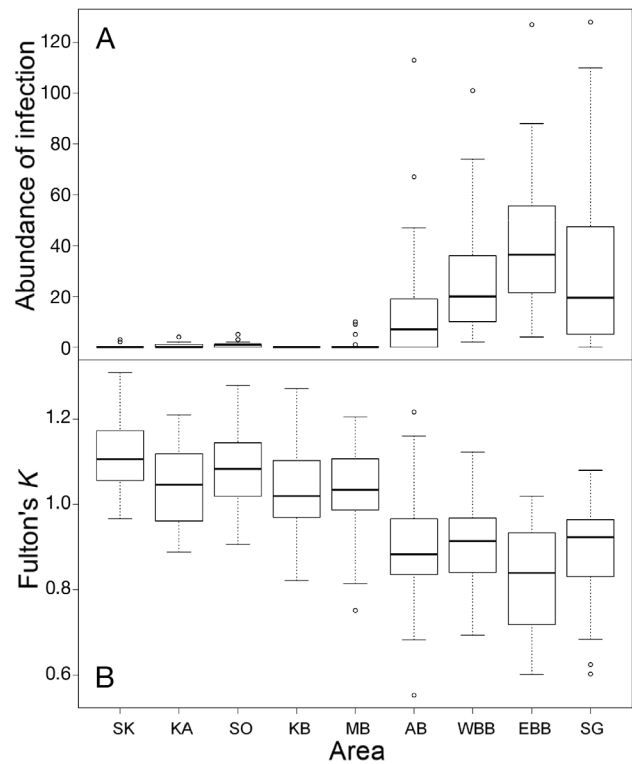 A
Abundance of infection
120
100
80
60
40
20
0
Fulton's K
1.2
1.0
0.8
0.6
B
SK KA SO KB MB AB WBB EBB SG
Area